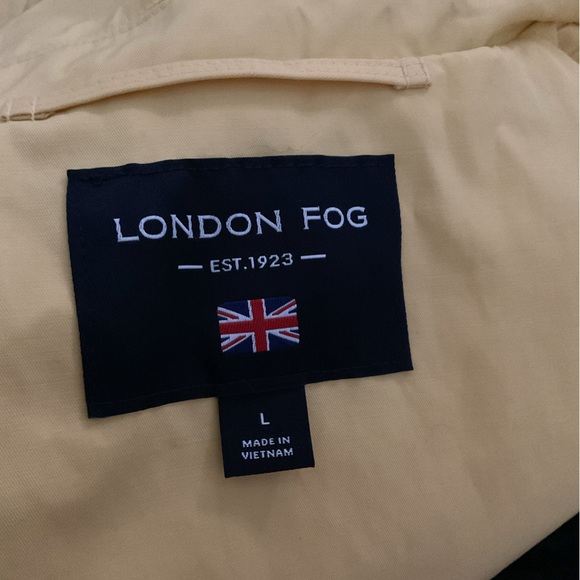 LONDON FOG
— EST.1923 —
L
MADE IN
VIETNAM